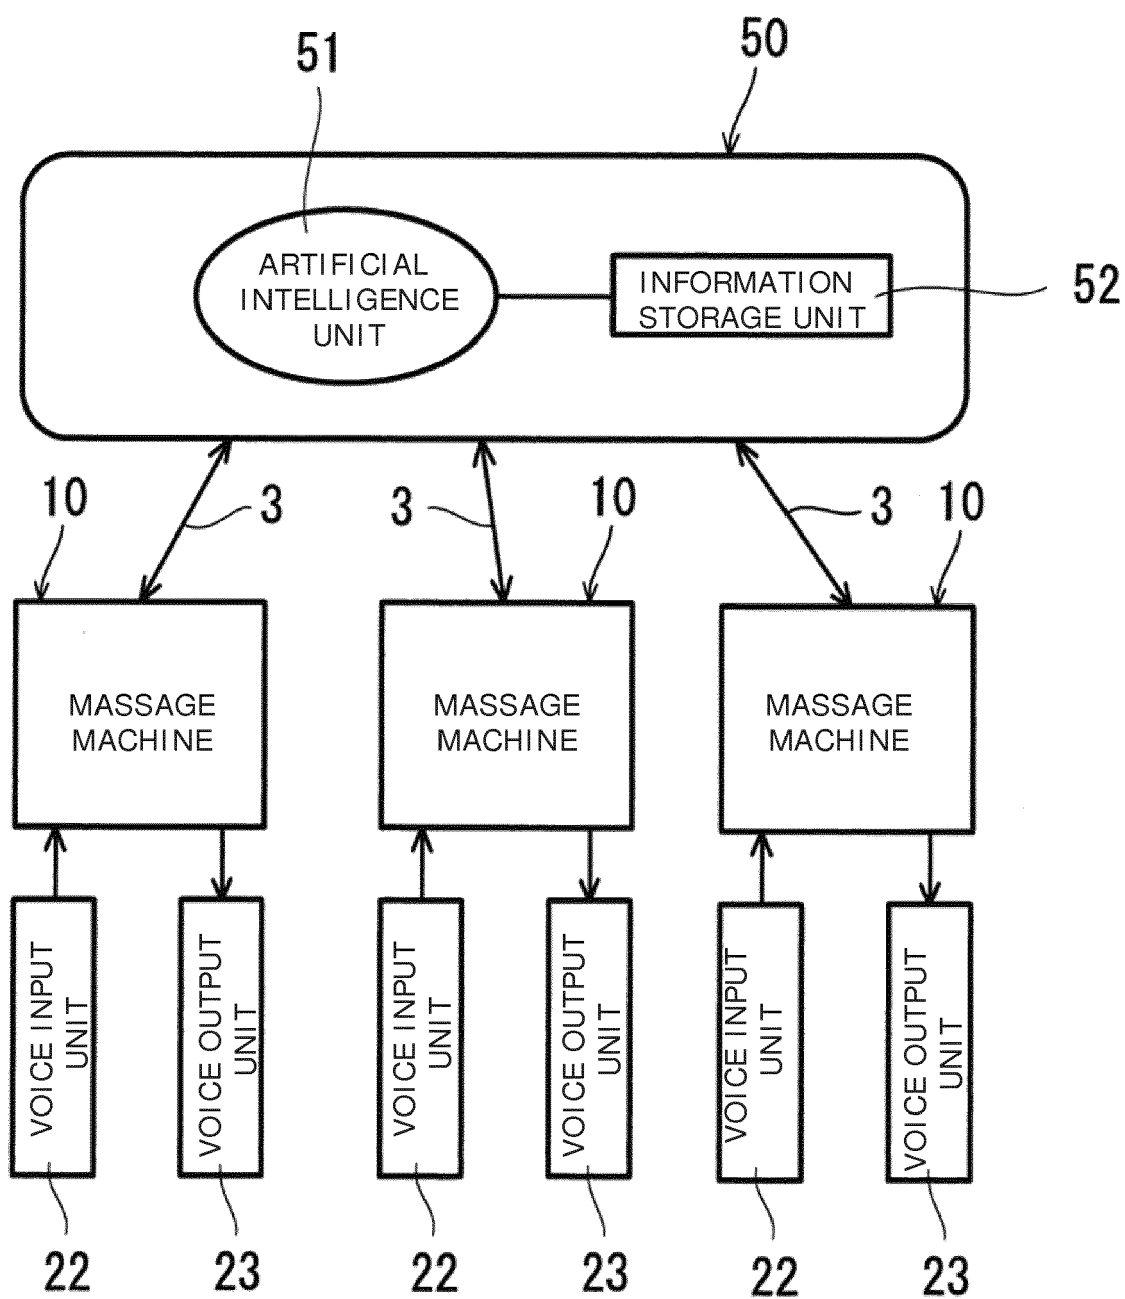 51
50
ARTIFICIAL
INTELLIGENCE
UNIT
INFORMATION
STORAGE UNIT
52
10
3
3
10
3
10
MASSAGE
MACHINE
MASSAGE
MACHINE
MASSAGE
MACHINE
VOICE INPUT
UNIT
VOICE OUTPUT
UNIT
VOICE INPUT
UNIT
VOICE OUTPUT
UNIT
VOICE INPUT
UNIT
VOICE OUTPUT
UNIT
22
23
22
23
22
23